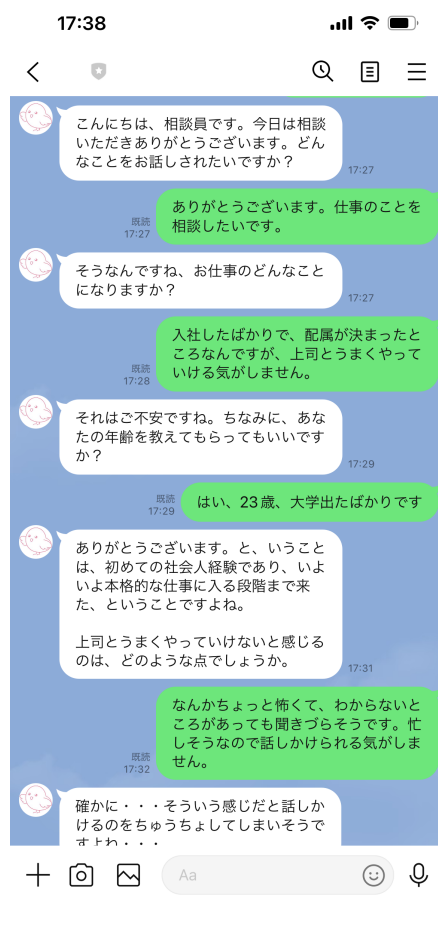 17:38
こんにちは、相談員です。今日は相談
いただきありがとうございます。どん
なことをお話しされたいですか？
17:27
ありがとうございます。仕事のことを
相談したいです。
既読
17:27
そうなんですね、お仕事のどんなこと
になりますか？
17:27
入社したばかりで、配属が決まったと
ころなんですが、上司とうまくやって
いける気がしません。
既読
17:28
それはご不安ですね。ちなみに、あな
たの年齢を教えてもらってもいいです
か？
17:29
はい、23歳、大学出たばかりです
既読
17:29
ありがとうございます。と、いうこと
は、初めての社会人経験であり、いよ
いよ本格的な仕事に入る段階まで来
た、ということですよね。
上司とうまくやっていけないと感じる
のは、どのような点でしょうか。
17:31
なんかちょっと怖くて、わからないと
ころがあっても聞きづらそうです。忙
しそうなので話しかけられる気がしま
せん。
既読
17:32
確かに・・・そういう感じだと話しか
けるのをちゅうちょしてしまいそうで
すよね・・・
Aa